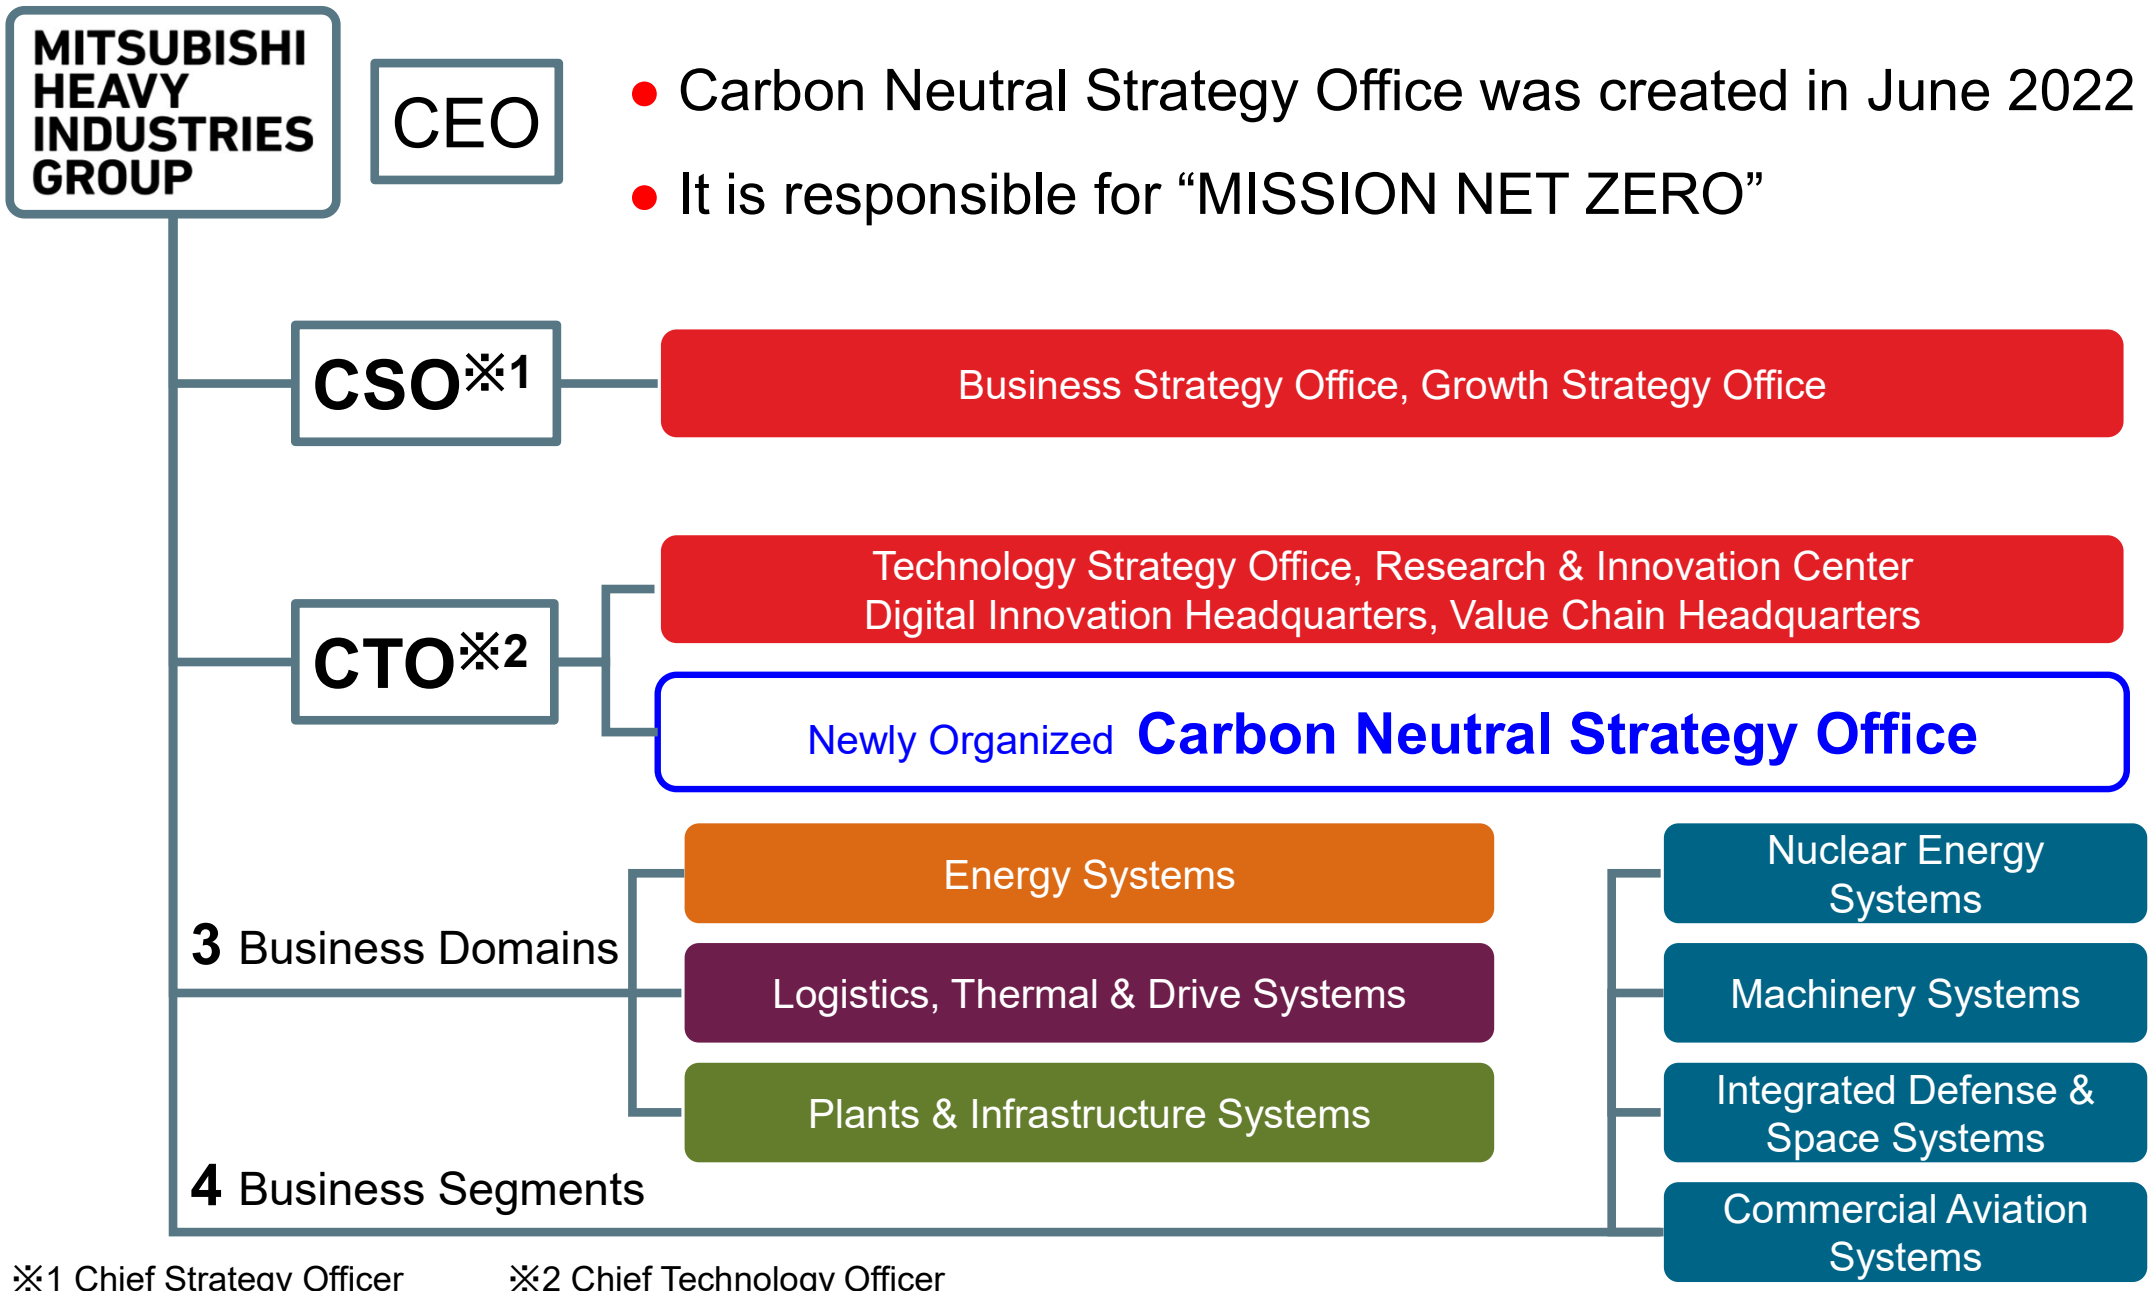 MITSUBISHI
HEAVY
INDUSTRIES
GROUP
CEO
● Carbon Neutral Strategy Office was created in June 2022
● It is responsible for “MISSION NET ZERO”
CSO※1
Business Strategy Office, Growth Strategy Office
CTO※2
Technology Strategy Office, Research & Innovation Center
Digital Innovation Headquarters, Value Chain Headquarters
Newly Organized Carbon Neutral Strategy Office
3 Business Domains
Energy Systems
Logistics, Thermal & Drive Systems
Plants & Infrastructure Systems
4 Business Segments
Nuclear Energy
Systems
Machinery Systems
Integrated Defense &
Space Systems
Commercial Aviation
Systems
※1 Chief Strategy Officer
※2 Chief Technology Officer